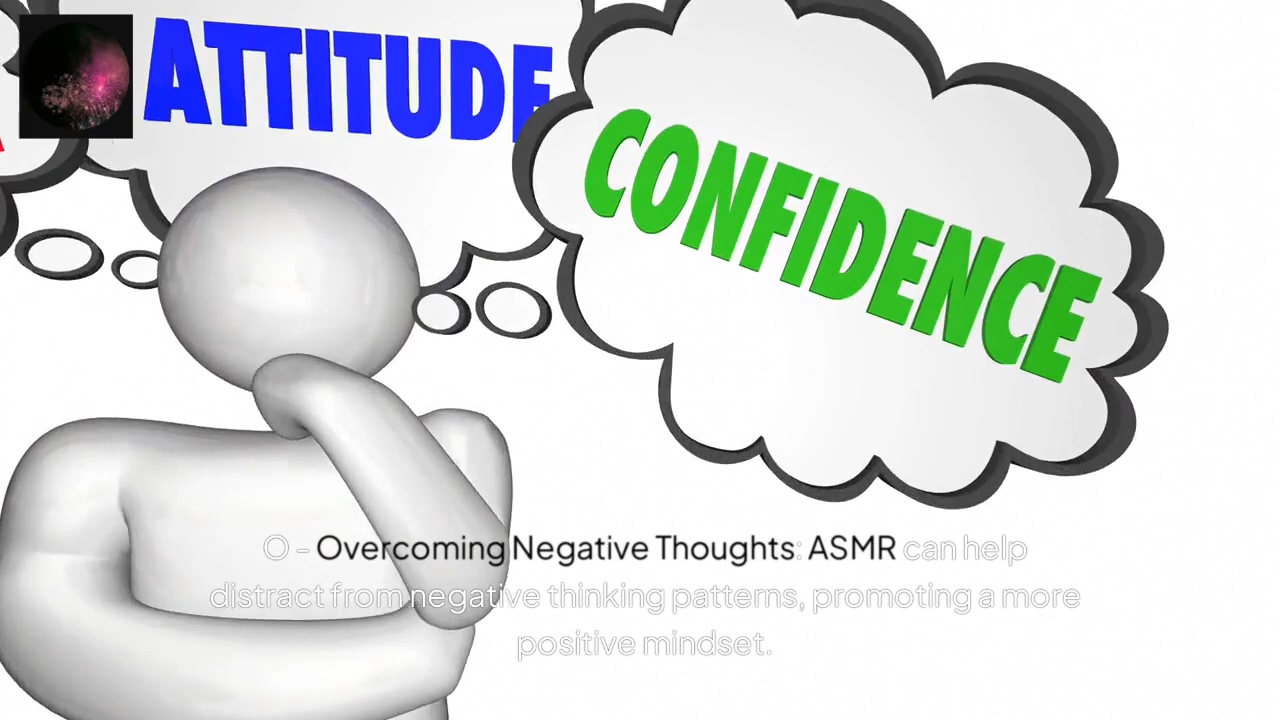 ATTITUDE
CONFIDENCE
O – Overcoming Negative Thoughts: ASMR can help
distract from negative thinking patterns, promoting a more
positive mindset.